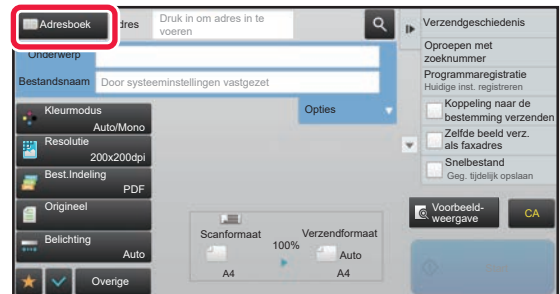 Adresboek
dres
Druk in om adres in te
voeren
Onderwerp
Bestandsnaam
Door systeeminstellingen vastgezet
Opties
Kleurmodus
Auto/Mono
Resolutie
200x200dpi
Best.Indeling
PDF
Origineel
Belichting
Auto
Overige
Scanformaat
A4
100%
Verzendformaat
Auto
A4
Verzendgeschiedenis
Oproepen met
zoeknummer
Programmaregistratie
Huidige inst. registreren
Koppeling naar de
bestemming verzenden
Zelfde beeld verz.
als faxadres
Snelbestand
Geg. tijdelijk opslaan
Voorbeeld-
weergave
CA